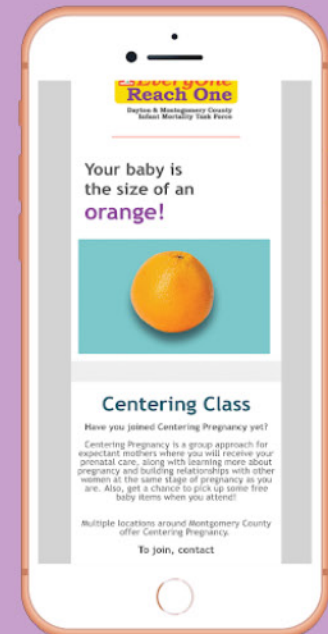 EveryOne
Reach One
Dayton & Montgomery County
Infant Mortality Task Force
Your baby is
the size of an
orange!
Centering Class
Have you joined Centering Pregnancy yet?
Centering Pregnancy is a group approach for
expectant mothers where you will receive your
prenatal care, along with learning more about
pregnancy and building relationships with other
women at the same stage of pregnancy as you
are. Also, get a chance to pick up some free
baby items when you attend!
Multiple locations around Montgomery County
offer Centering Pregnancy.
To join, contact